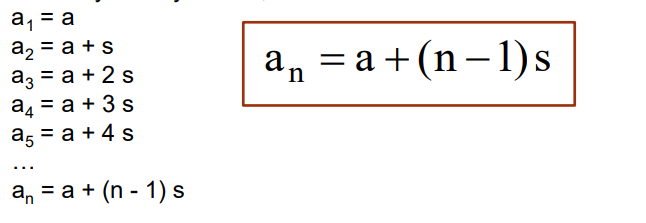 a₁ = a
a₂ = a + s
a₃ = a + 2 s
a₄ = a + 3 s
a₅ = a + 4 s
...
aₙ = a + (n - 1) s
aₙ = a + (n − 1) s